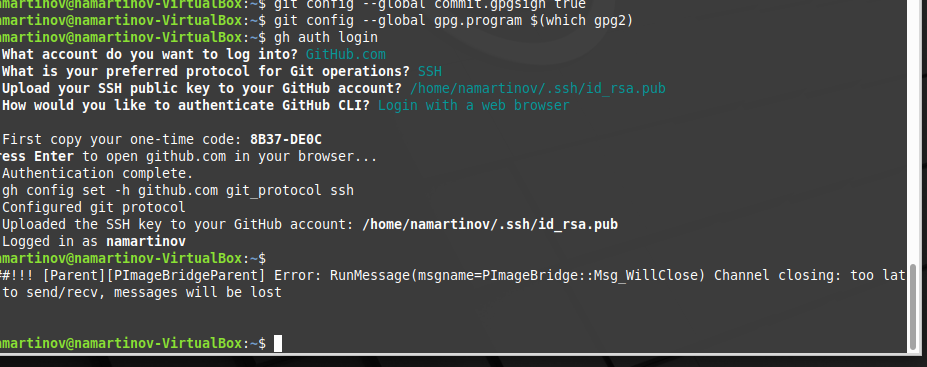 amartinov@namartinov-VirtualBox:~$ git config --global commit.gpgsign true
amartinov@namartinov-VirtualBox:~$ git config --global gpg.program $(which gpg2)
amartinov@namartinov-VirtualBox:~$ gh auth login
What account do you want to log into? GitHub.com
What is your preferred protocol for Git operations? SSH
Upload your SSH public key to your GitHub account? /home/namartinov/.ssh/id_rsa.pub
How would you like to authenticate GitHub CLI? Login with a web browser
First copy your one-time code: 8B37-DE0C
ress Enter to open github.com in your browser...
Authentication complete.
gh config set -h github.com git_protocol ssh
Configured git protocol
Uploaded the SSH key to your GitHub account: /home/namartinov/.ssh/id_rsa.pub
Logged in as namartinov
amartinov@namartinov-VirtualBox:~$
##!!! [Parent][PImageBridgeParent] Error: RunMessage(msgname=PImageBridge::Msg_WillClose) Channel closing: too lat
to send/recv, messages will be lost
amartinov@namartinov-VirtualBox:~$